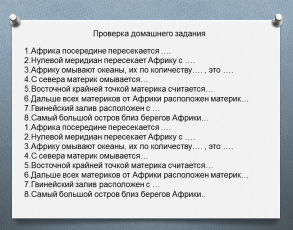 Проверка домашнего задания
1.Африка посередине пересекается ….
2.Нулевой меридиан пересекает Африку с ….
3.Африку омывают океаны, их по количеству…. , это ….
4.С севера материк омывается…
5.Восточной крайней точкой материка считается…
6.Дальше всех материков от Африки расположен материк…
7.Гвинейский залив расположен с …
8.Самый большой остров близ берегов Африки…
1.Африка посередине пересекается ….
2.Нулевой меридиан пересекает Африку с ….
3.Африку омывают океаны, их по количеству…. , это ….
4.С севера материк омывается…
5.Восточной крайней точкой материка считается…
6.Дальше всех материков от Африки расположен материк…
7.Гвинейский залив расположен с …
8.Самый большой остров близ берегов Африки..